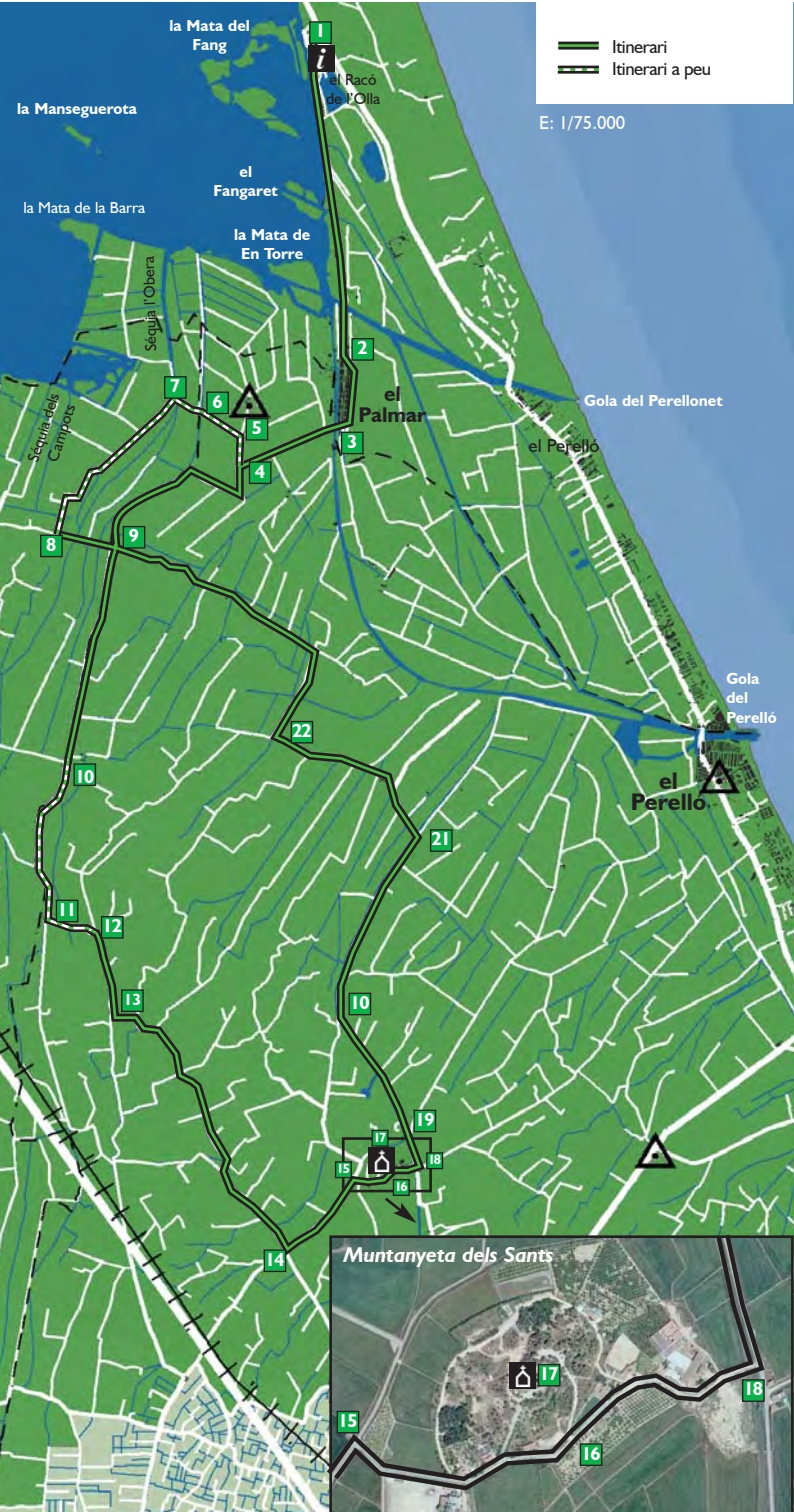 la Mata del
Fang
1
i
el Racó
de l'Olla
Itinerari
Itinerari a peu
E: 1/75.000
la Manseguerota
el
Fangaret
la Mata de la Barra
la Mata de
En Torre
Séquia l'Obera
2
7
6
el
Palmar
Gola del Perellonet
Séquia dels
Campots
5
3
el Perelló
4
9
8
Gola
del
Perelló
22
10
el
Perelló
21
11
12
13
10
19
17
18
15
16
14
Muntanyeta dels Sants
17
18
15
16